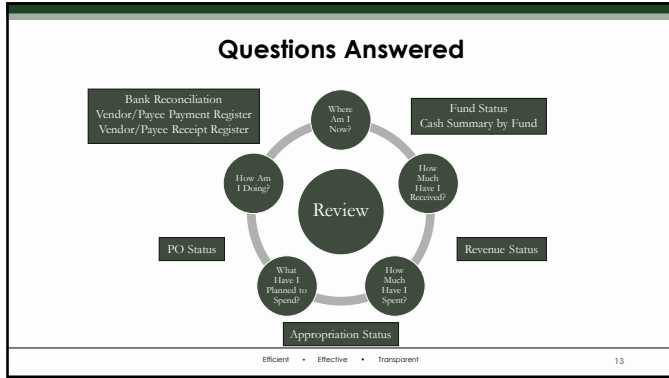 Questions Answered
Bank Reconciliation
Vendor/Payee Payment Register
Vendor/Payee Receipt Register
Where
Am I
Now?
Fund Status
Cash Summary by Fund
How Am
I Doing?
How
Much
Have I
Received?
Review
PO Status
Revenue Status
What
Have I
Planned to
Spend?
How
Much
Have I
Spent?
Appropriation Status
Efficient • Effective • Transparent
13